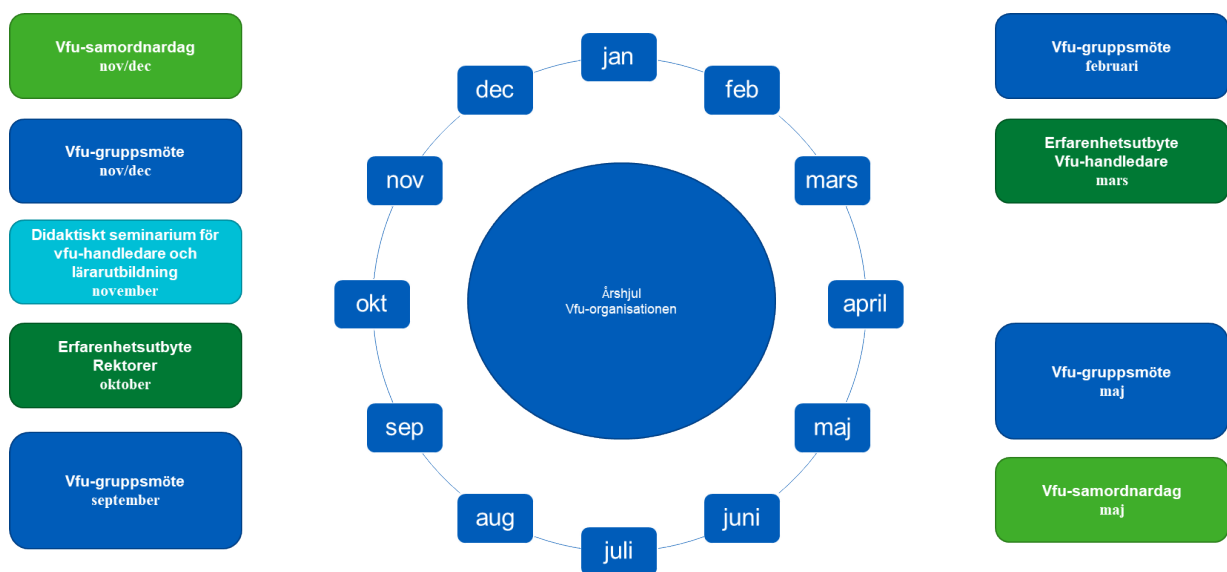 Vfu-samordnardag
nov/dec
Vfu-gruppsmöte
nov/dec
Didaktiskt seminarium för
vfu-handledare och
lärarutbildning
november
Erfarenhetsutbyte
Rektorer
oktober
Vfu-gruppsmöte
september
jan
feb
mars
april
maj
juni
juli
aug
sep
okt
nov
dec
Årshjul
Vfu-organisationen
Vfu-gruppsmöte
februari
Erfarenhetsutbyte
Vfu-handledare
mars
Vfu-gruppsmöte
maj
Vfu-samordnardag
maj